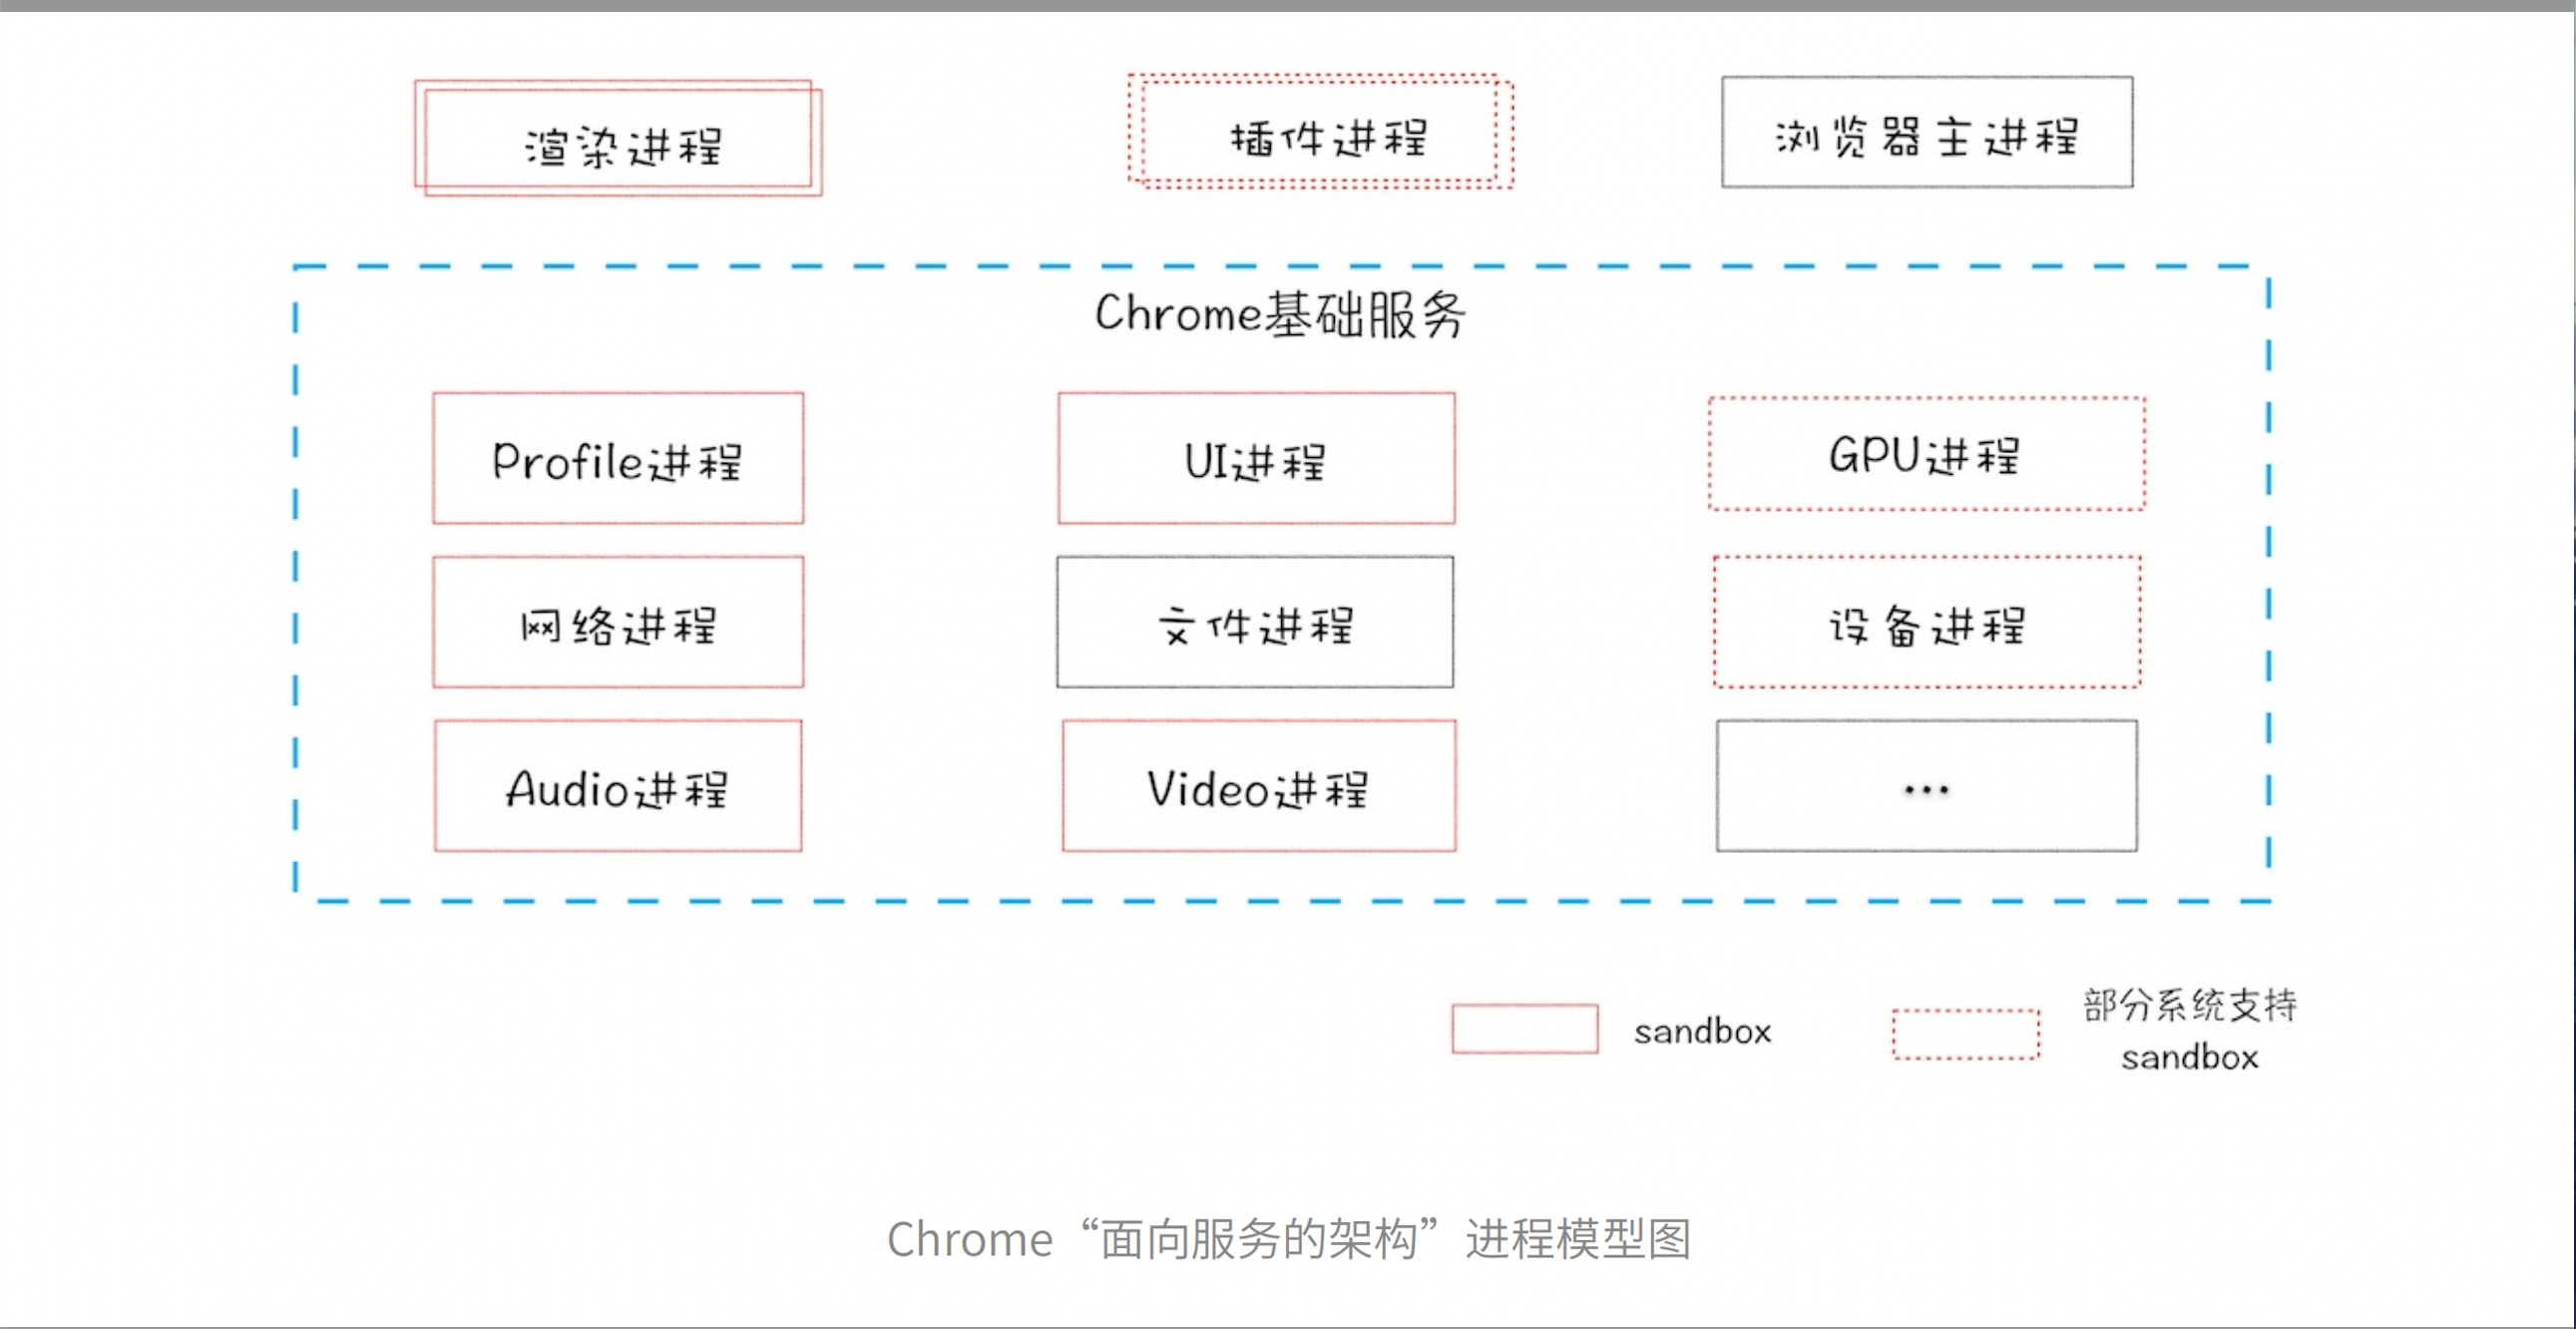 渲染进程
插件进程
浏览器主进程
Chrome基础服务
Profile进程
UI进程
GPU进程
网络进程
文件进程
设备进程
Audio进程
Video进程
...
sandbox
部分系统支持
sandbox
Chrome“面向服务的架构”进程模型图